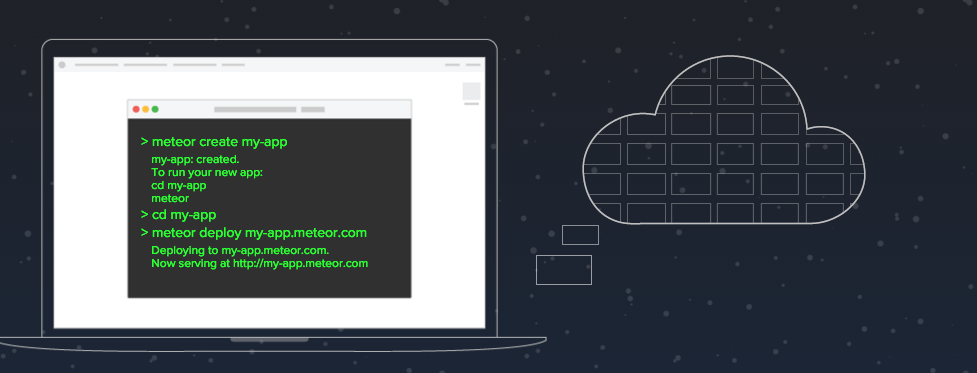 > meteor create my-app
my-app: created.
To run your new app:
cd my-app
meteor
> cd my-app
> meteor deploy my-app.meteor.com
Deploying to my-app.meteor.com.
Now serving at http://my-app.meteor.com